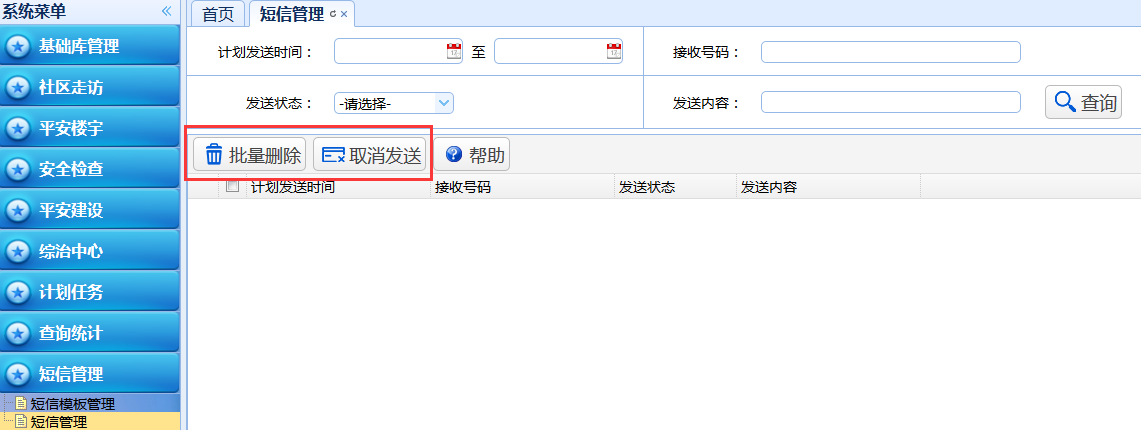 系统菜单
基础库管理
社区走访
平安楼宇
安全检查
平安建设
综治中心
计划任务
查询统计
短信管理
短信模板管理
短信管理
首页 短信管理
计划发送时间： 至 接收号码：
发送状态： -请选择- 发送内容： 查询
批量删除 取消发送 帮助
计划发送时间 接收号码 发送状态 发送内容